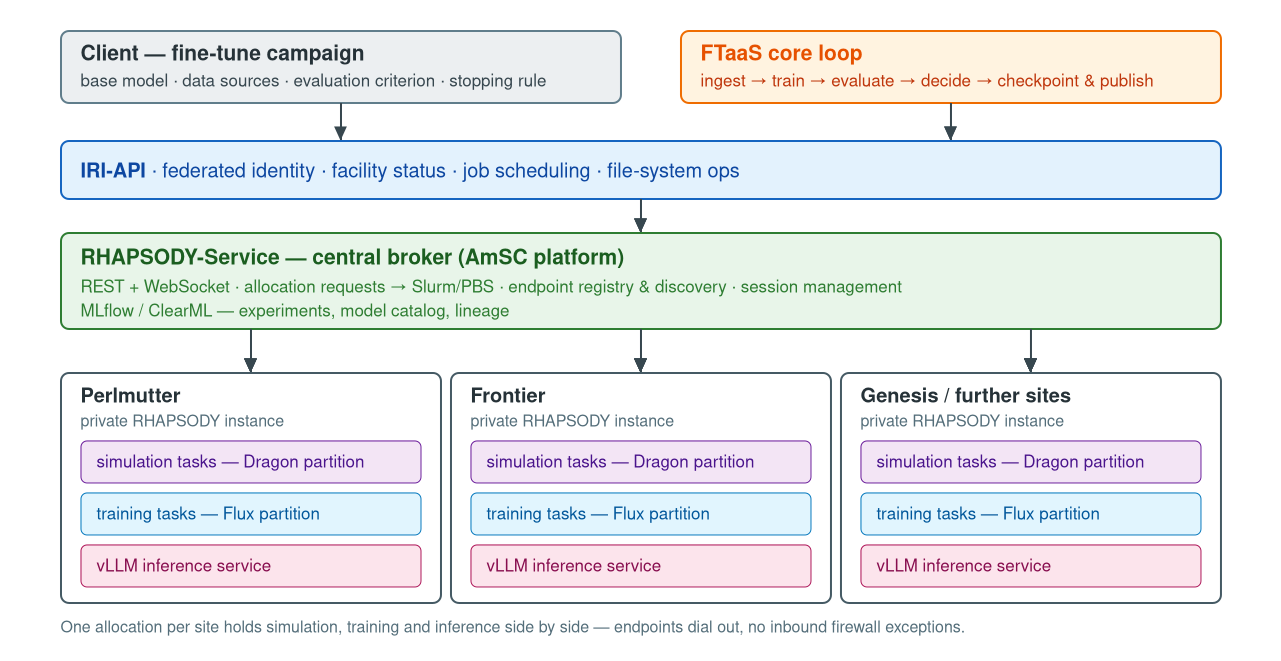 Client — fine-tune campaign
base model · data sources · evaluation criterion · stopping rule
FTaaS core loop
ingest → train → evaluate → decide → checkpoint & publish
IRI-API · federated identity · facility status · job scheduling · file-system ops
RHAPSODY-Service — central broker (AmSC platform)
REST + WebSocket · allocation requests → Slurm/PBS · endpoint registry & discovery · session management
MLflow / ClearML — experiments, model catalog, lineage
Perlmutter
private RHAPSODY instance
simulation tasks — Dragon partition
training tasks — Flux partition
vLLM inference service
Frontier
private RHAPSODY instance
simulation tasks — Dragon partition
training tasks — Flux partition
vLLM inference service
Genesis / further sites
private RHAPSODY instance
simulation tasks — Dragon partition
training tasks — Flux partition
vLLM inference service
One allocation per site holds simulation, training and inference side by side — endpoints dial out, no inbound firewall exceptions.